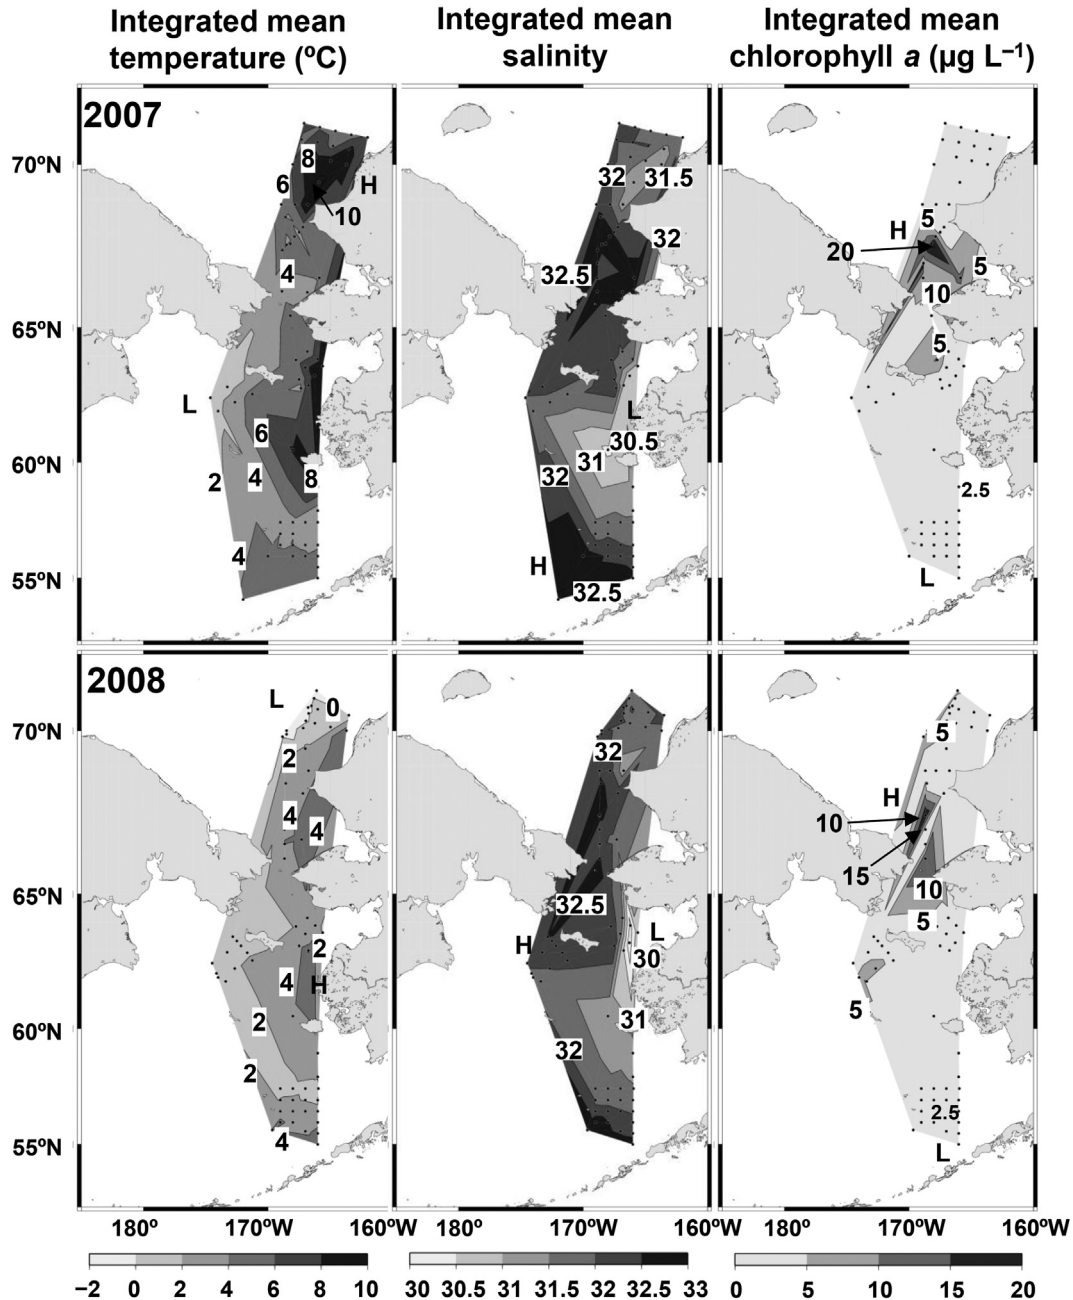 Integrated mean
temperature (ºC)
Integrated mean
salinity
Integrated mean
chlorophyll a (µg L⁻¹)
2007
70ºN
65ºN
60ºN
55ºN
8
6
H
10
4
L
6
2
4
8
4
32
31.5
32
32.5
L
30.5
31
32
H
32.5
5
H
20
5
10
5
2.5
L
2008
70ºN
65ºN
60ºN
55ºN
L
0
2
4
4
2
4
H
2
2
4
32
32.5
H
L
30
31
32
5
H
10
15
10
5
5
2.5
L
180º
170ºW
160ºW
180º
170ºW
160ºW
180º
170ºW
160ºW
−2 0 2 4 6 8 10
30 30.5 31 31.5 32 32.5 33
0 5 10 15 20